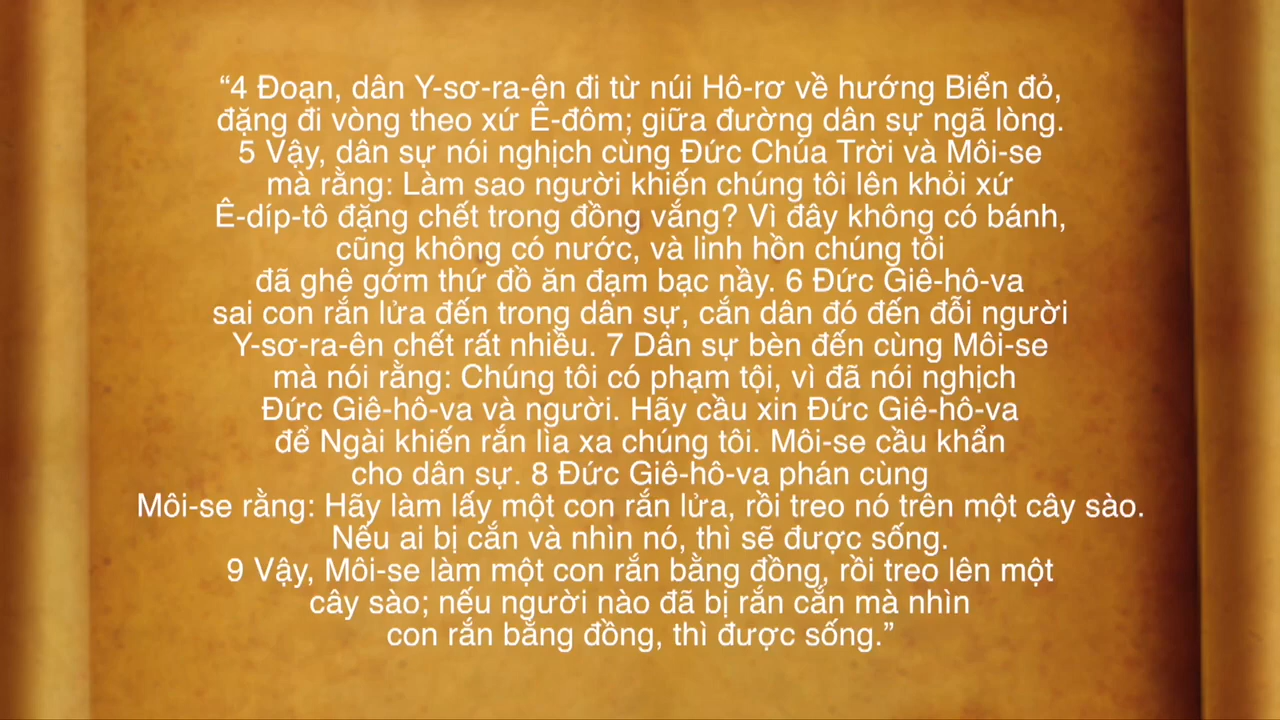 “4 Đoạn, dân Y-sơ-ra-ên đi từ núi Hô-rơ về hướng Biển đỏ,
đặng đi vòng theo xứ Ê-đôm; giữa đường dân sự ngã lòng.
5 Vậy, dân sự nói nghịch cùng Đức Chúa Trời và Môi-se
mà rằng: Làm sao người khiến chúng tôi lên khỏi xứ
Ê-díp-tô đặng chết trong đồng vắng? Vì đây không có bánh,
cũng không có nước, và linh hồn chúng tôi
đã ghê gớm thứ đồ ăn đạm bạc nầy. 6 Đức Giê-hô-va
sai con rắn lửa đến trong dân sự, cắn dân đó đến đỗi người
Y-sơ-ra-ên chết rất nhiều. 7 Dân sự bèn đến cùng Môi-se
mà nói rằng: Chúng tôi có phạm tội, vì đã nói nghịch
Đức Giê-hô-va và người. Hãy cầu xin Đức Giê-hô-va
để Ngài khiến rắn lìa xa chúng tôi. Môi-se cầu khẩn
cho dân sự. 8 Đức Giê-hô-va phán cùng
Môi-se rằng: Hãy làm lấy một con rắn lửa, rồi treo nó trên một cây sào.
Nếu ai bị cắn và nhìn nó, thì sẽ được sống.
9 Vậy, Môi-se làm một con rắn bằng đồng, rồi treo lên một
cây sào; nếu người nào đã bị rắn cắn mà nhìn
con rắn bằng đồng, thì được sống.”